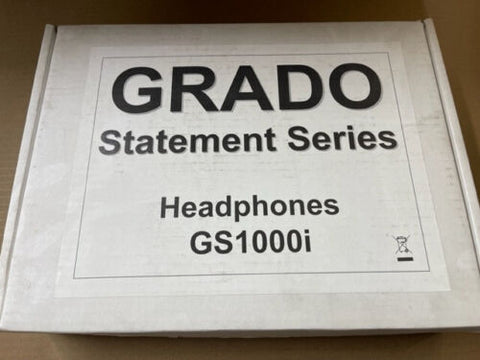 GRADO
Statement Series
Headphones
GS1000i